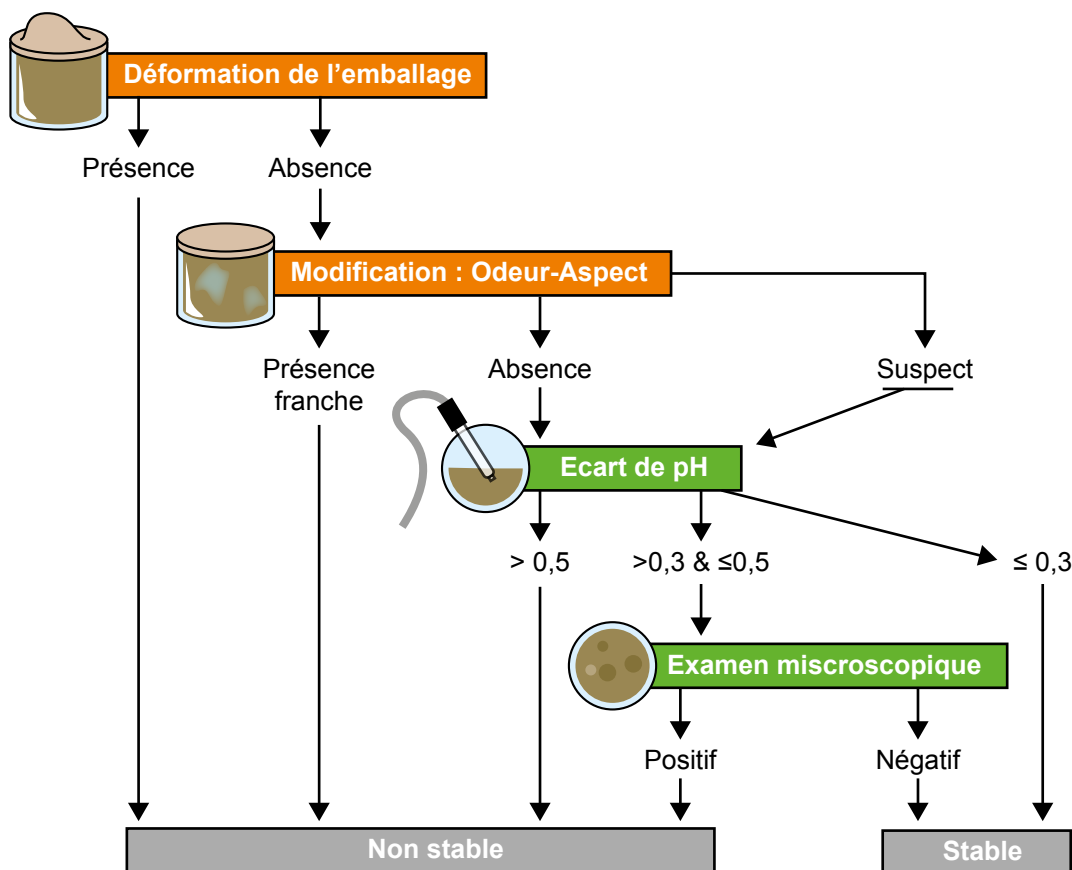 Déformation de l'emballage
Présence
Absence
Modification : Odeur-Aspect
Présence
franche
Absence
Suspect
Ecart de pH
> 0,5
>0,3 & ≤0,5
≤ 0,3
Examen miscroscopique
Positif
Négatif
Non stable
Stable